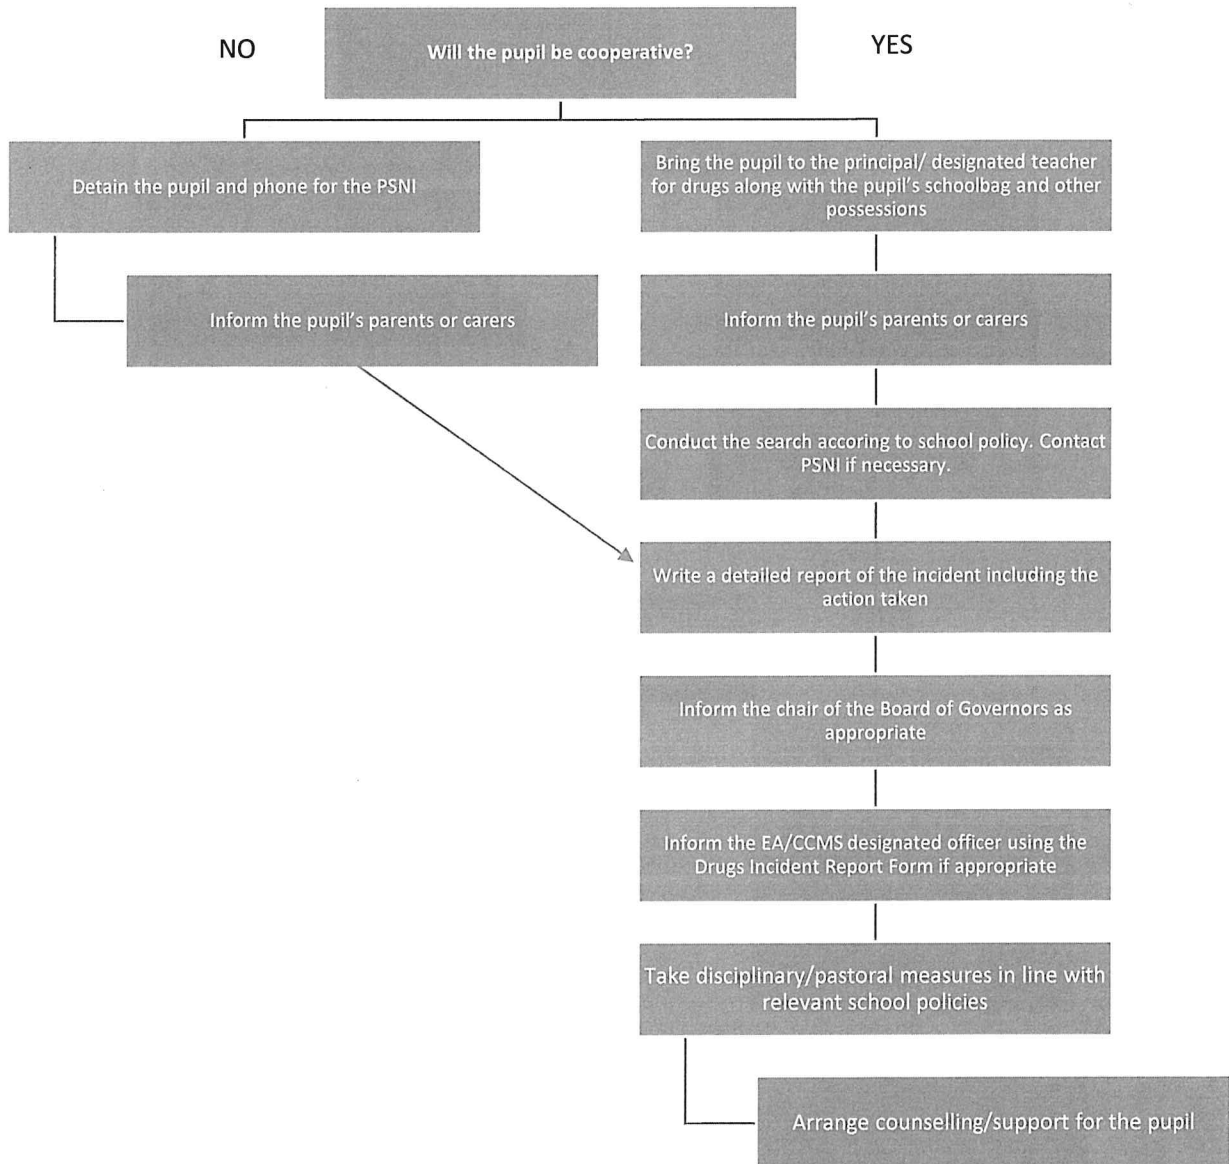 NO
Will the pupil be cooperative?
YES
Detain the pupil and phone for the PSNI
Inform the pupil's parents or carers
Bring the pupil to the principal/ designated teacher
for drugs along with the pupil's schoolbag and other
possessions
Inform the pupil's parents or carers
Conduct the search accoring to school policy. Contact
PSNI if necessary.
Write a detailed report of the incident including the
action taken
Inform the chair of the Board of Governors as
appropriate
Inform the EA/CCMS designated officer using the
Drugs Incident Report Form if appropriate
Take disciplinary/pastoral measures in line with
relevant school policies
Arrange counselling/support for the pupil